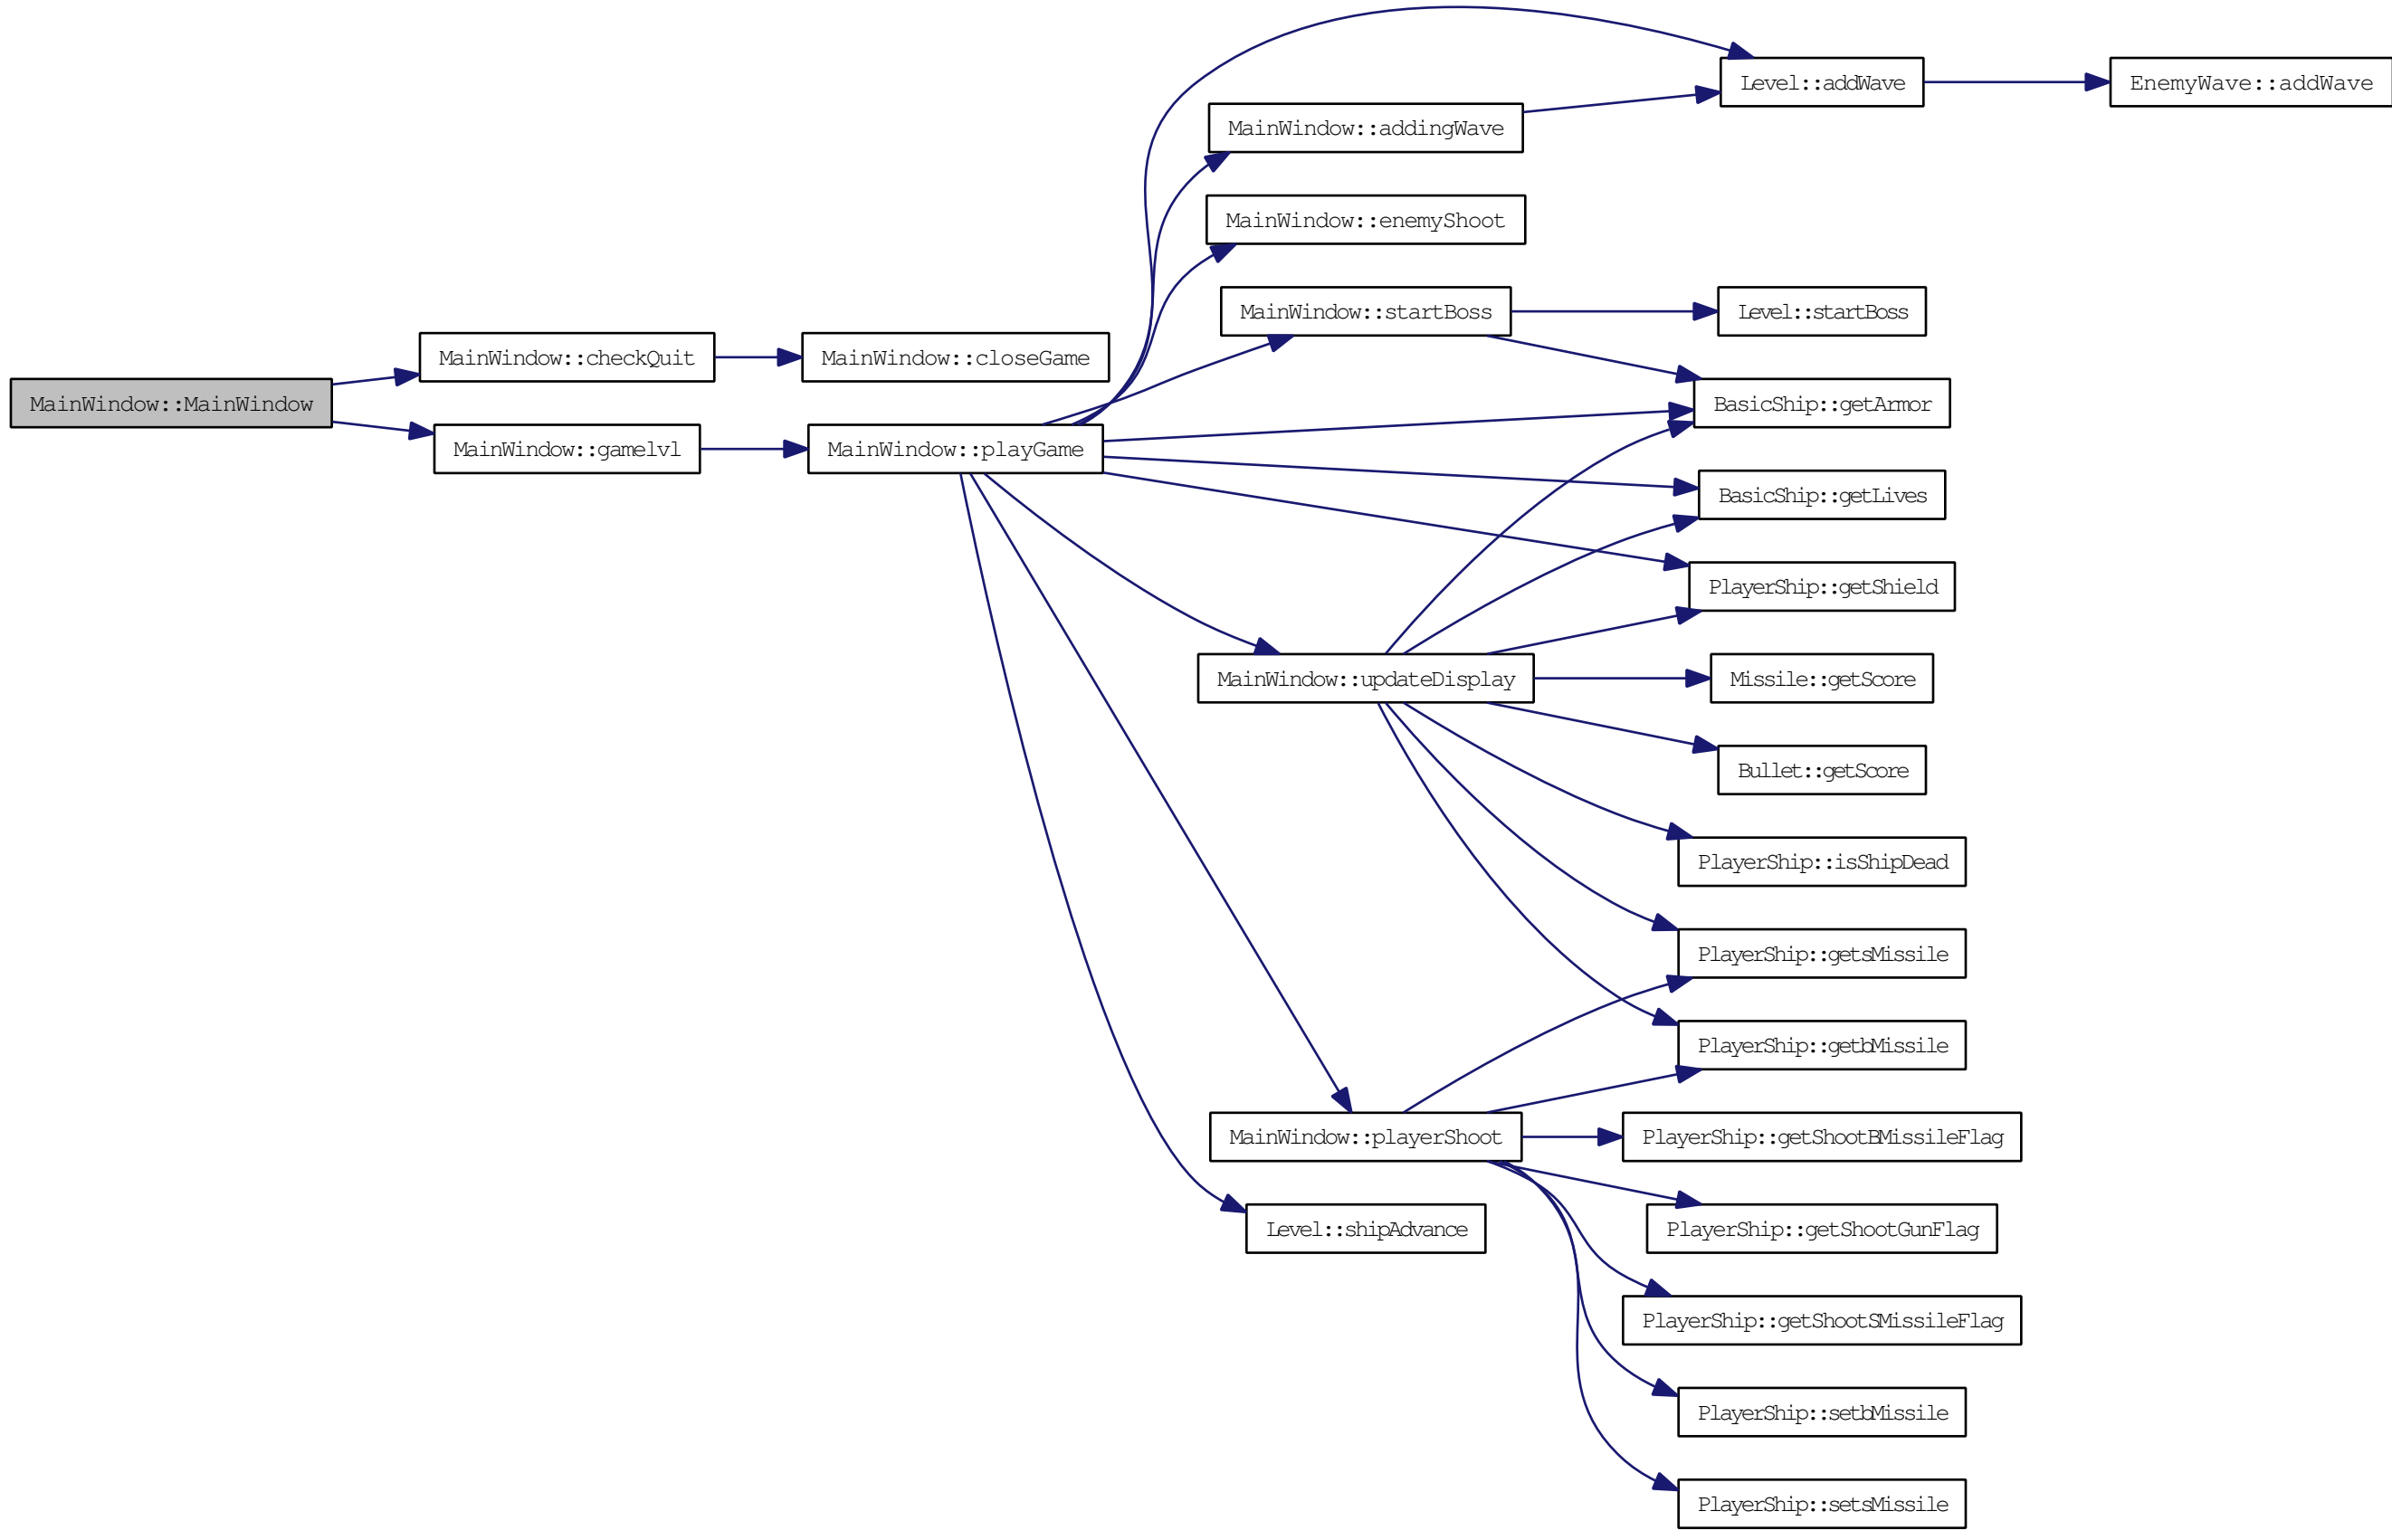 Level::addWave
EnemyWave::addWave
MainWindow::addingWave
MainWindow::enemyShoot
MainWindow::startBoss
Level::startBoss
MainWindow::checkQuit
MainWindow::closeGame
MainWindow::MainWindow
BasicShip::getArmor
MainWindow::gamelvl
MainWindow::playGame
BasicShip::getLives
PlayerShip::getShield
MainWindow::updateDisplay
Missile::getScore
Bullet::getScore
PlayerShip::isShipDead
PlayerShip::getsMissile
PlayerShip::getbMissile
MainWindow::playerShoot
PlayerShip::getShootBMissileFlag
Level::shipAdvance
PlayerShip::getShootGunFlag
PlayerShip::getShootSMissileFlag
PlayerShip::setbMissile
PlayerShip::setsMissile